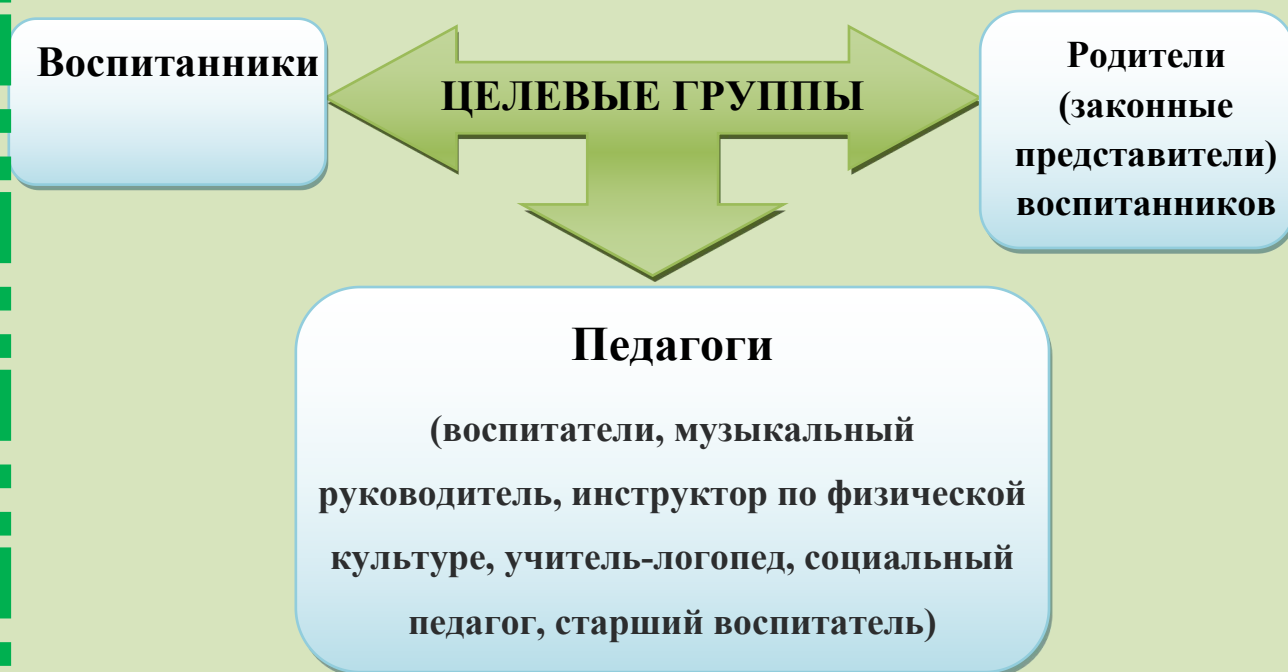 Воспитанники
ЦЕЛЕВЫЕ ГРУППЫ
Родители
(законные
представители)
воспитанников
Педагоги
(воспитатели, музыкальный
руководитель, инструктор по физической
культуре, учитель-логопед, социальный
педагог, старший воспитатель)